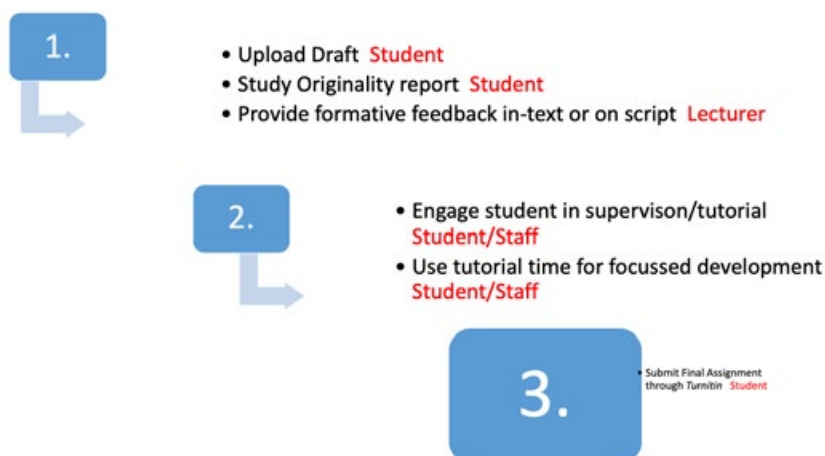 1.
• Upload Draft Student
• Study Originality report Student
• Provide formative feedback in-text or on script Lecturer
2.
• Engage student in supervison/tutorial
Student/Staff
• Use tutorial time for focussed development
Student/Staff
3.
• Submit Final Assignment
through Turnitin Student